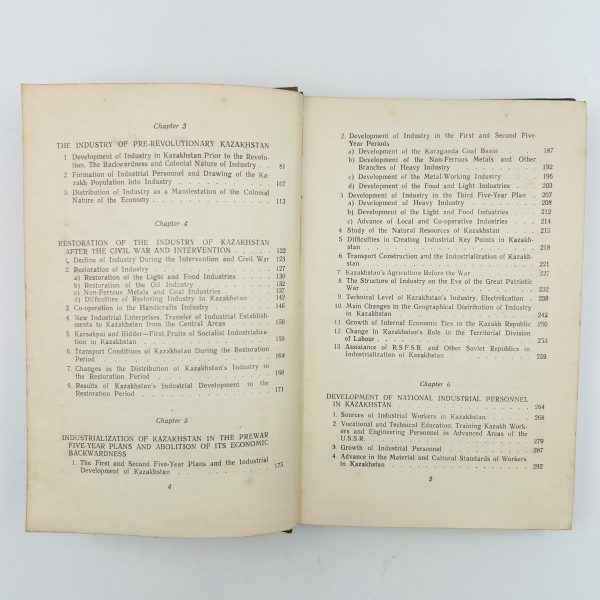 Chapter 3
THE INDUSTRY OF PRE-REVOLUTIONARY KAZAKHSTAN
1. Development of Industry in Kazakhstan Prior to the Revolu-
tion. The Backwardness and Colonial Nature of Industry . . . 81
2. Formation of Industrial Personnel and Drawing of the Ka-
zakh Population into Industry . . . . . . . 107
3. Distribution of Industry as a Manifestation of the Colonial
Nature of the Economy . . . . . . . . 113
Chapter 4
RESTORATION OF THE INDUSTRY OF KAZAKHSTAN
AFTER THE CIVIL WAR AND INTERVENTION . . . . . 122
1. Decline of Industry During the Intervention and Civil War 123
2. Restoration of Industry . . . . . . . . 127
a) Restoration of the Light and Food Industries . . . . 130
b) Restoration of the Oil Industry . . . . . . 132
c) Non-Ferrous Metals and Coal Industries . . . . 137
d) Difficulties of Restoring Industry in Kazakhstan . . . 142
3. Co-operation in the Handicrafts Industry . . . . 146
4. New Industrial Enterprises. Transfer of Industrial Establish-
ments to Kazakhstan from the Central Areas . . . . 150
5. Karsakpai and Ridder—First Fruits of Socialist Industrializa-
tion in Kazakhstan . . . . . . . . 159
6. Transport Conditions of Kazakhstan During the Restoration
Period . . . . . . . . . . 164
7. Changes in the Distribution of Kazakhstan's Industry in
the Restoration Period . . . . . . . . 168
8. Results of Kazakhstan's Industrial Development in the
Restoration Period . . . . . . . . 171
Chapter 5
INDUSTRIALIZATION OF KAZAKHSTAN IN THE PREWAR
FIVE-YEAR PLANS AND ABOLITION OF ITS ECONOMIC
BACKWARDNESS
1. The First and Second Five-Year Plans and the Industrial
Development of Kazakhstan . . . . . . . 175
4
2. Development of Industry in the First and Second Five-
Year Periods
a) Development of the Karaganda Coal Basin . . . . 187
b) Development of the Non-Ferrous Metals and Other
Branches of Heavy Industry . . . . . . 192
c) Development of the Metal-Working Industry . . . . 196
d) Development of the Food and Light Industries . . . 203
3. Development of Industry in the Third Five-Year Plan . . 207
a) Development of Heavy Industry . . . . . . 208
b) Development of the Light and Food Industries . . . 212
c) Advance of Local and Co-operative Industries . . . 214
4. Study of the Natural Resources of Kazakhstan . . . . 215
5. Difficulties in Creating Industrial Key Points in Kazakh-
stan . . . . . . . . . . 218
6. Transport Construction and the Industrialization of Kazakh-
stan . . . . . . . . . . 221
7. Kazakhstan's Agriculture Before the War . . . . . 227
8. The Structure of Industry on the Eve of the Great Patriotic
War . . . . . . . . . . 232
9. Technical Level of Kazakhstan's Industry. Electrification . . 238
10. Main Changes in the Geographical Distribution of Industry
in Kazakhstan . . . . . . . . . 242
11. Growth of Internal Economic Ties in the Kazakh Republic 250
12. Change in Kazakhstan's Role in the Territorial Division
of Labour . . . . . . . . . 253
13. Assistance of R.S.F.S.R. and Other Soviet Republics in
Industrialization of Kazakhstan . . . . . . 259
Chapter 6
DEVELOPMENT OF NATIONAL INDUSTRIAL PERSONNEL
IN KAZAKHSTAN . . . . . . . . . 264
1. Sources of Industrial Workers in Kazakhstan . . . . 268
2. Vocational and Technical Education. Training Kazakh Work-
ers and Engineering Personnel in Advanced Areas of the
U.S.S.R. . . . . . . . . . 279
3. Growth of Industrial Personnel . . . . . . 287
4. Advance in the Material and Cultural Standards of Workers
in Kazakhstan . . . . . . . . . 292
5